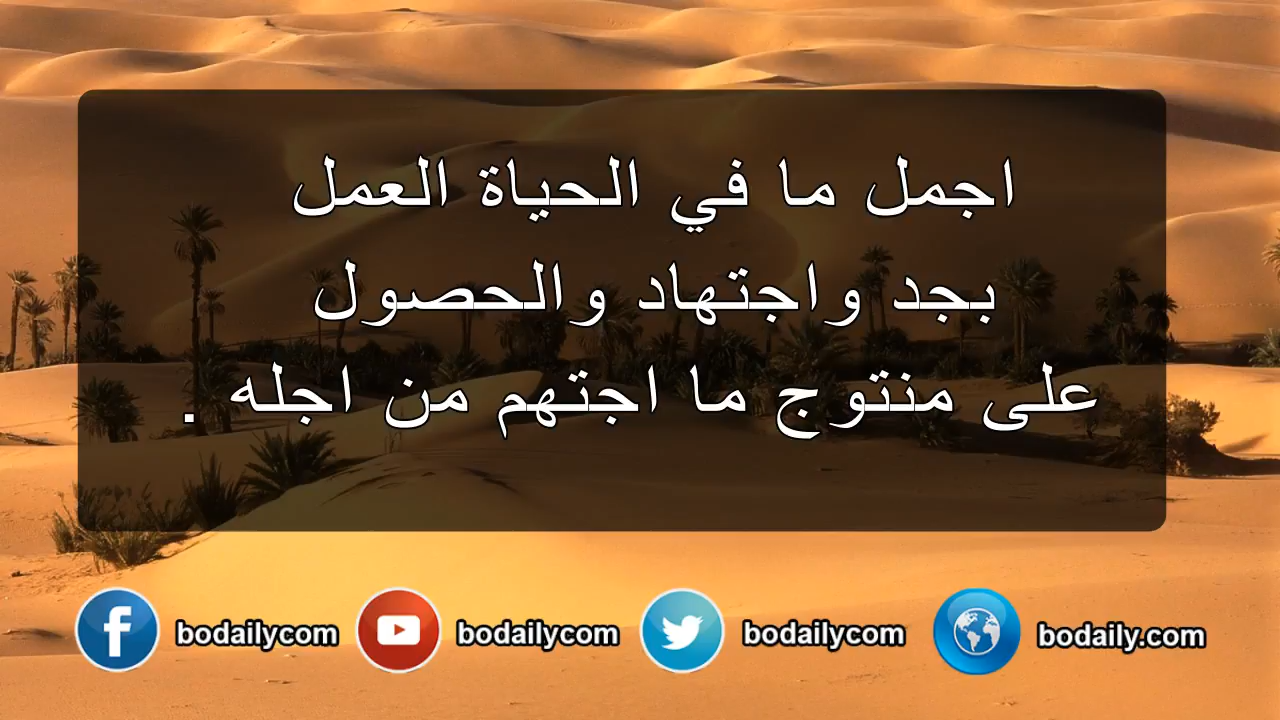 اجمل ما في الحياة العمل
بجد واجتهاد والحصول
على منتوج ما اجتهم من اجله .
bodailycom bodailycom bodailycom bodaily.com